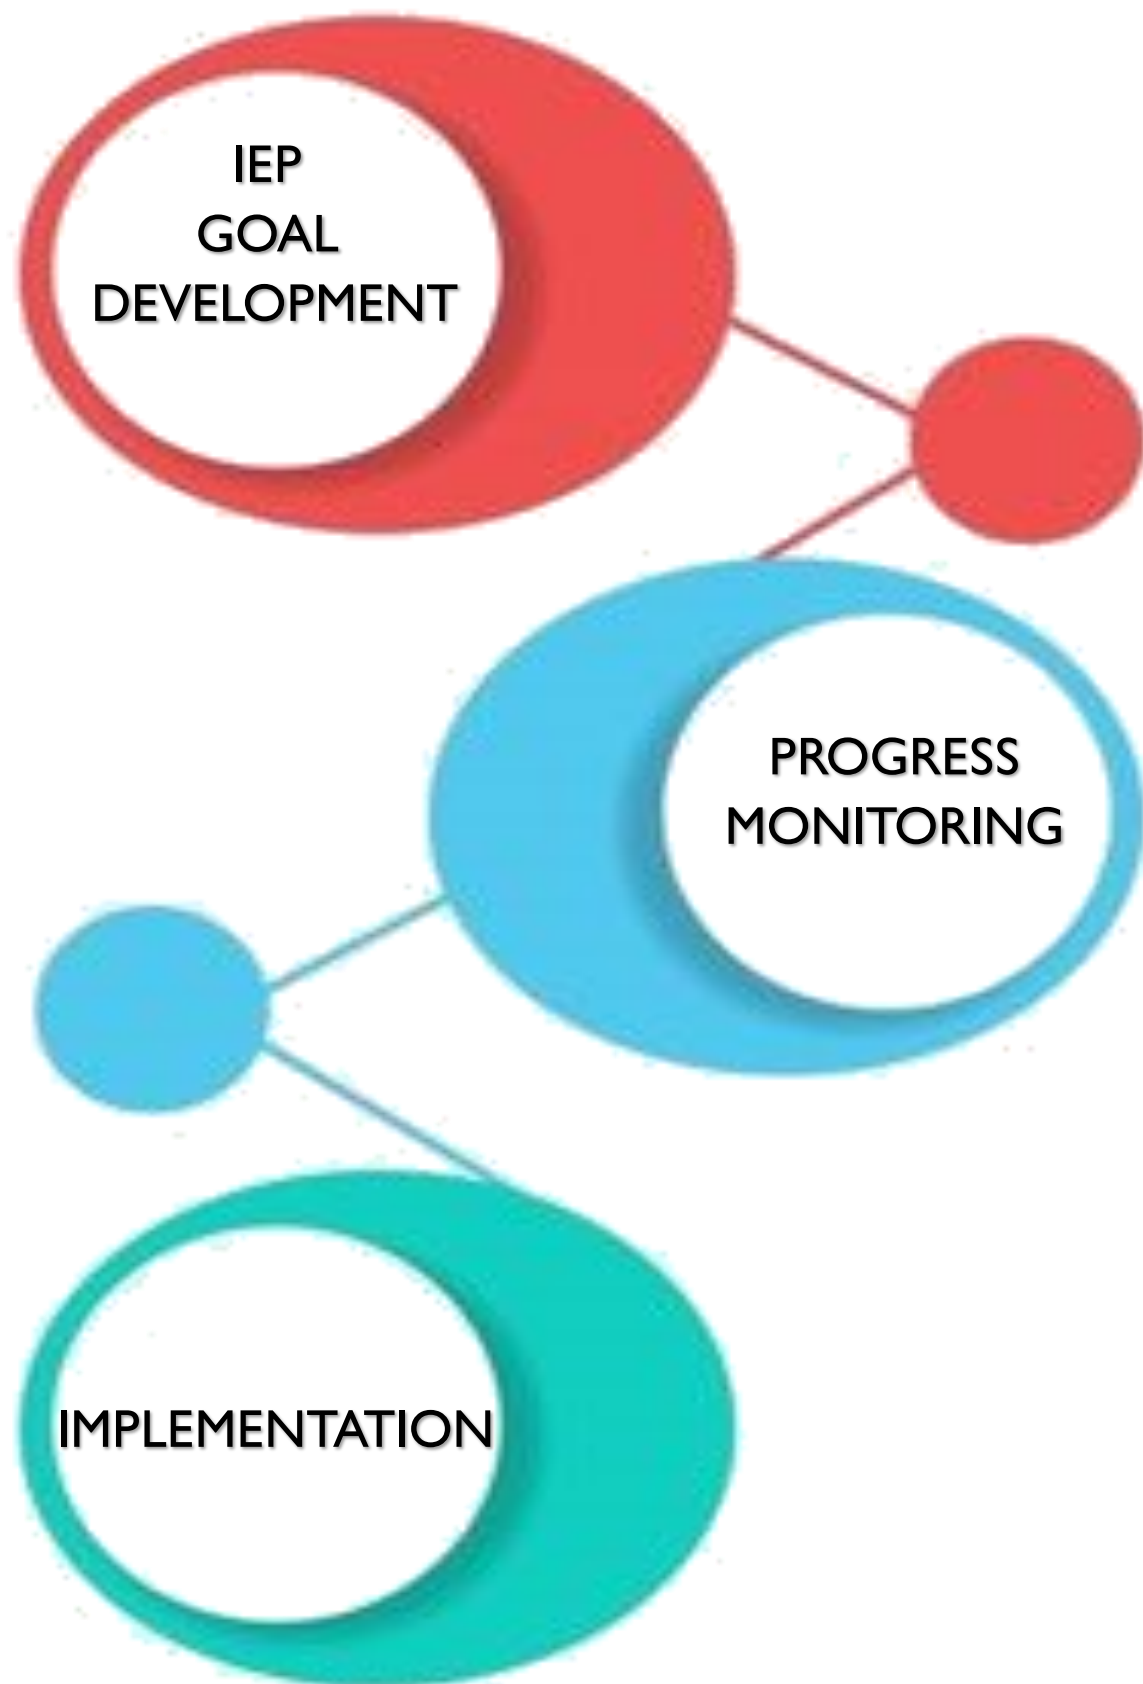 IEP
GOAL
DEVELOPMENT
PROGRESS
MONITORING
IMPLEMENTATION